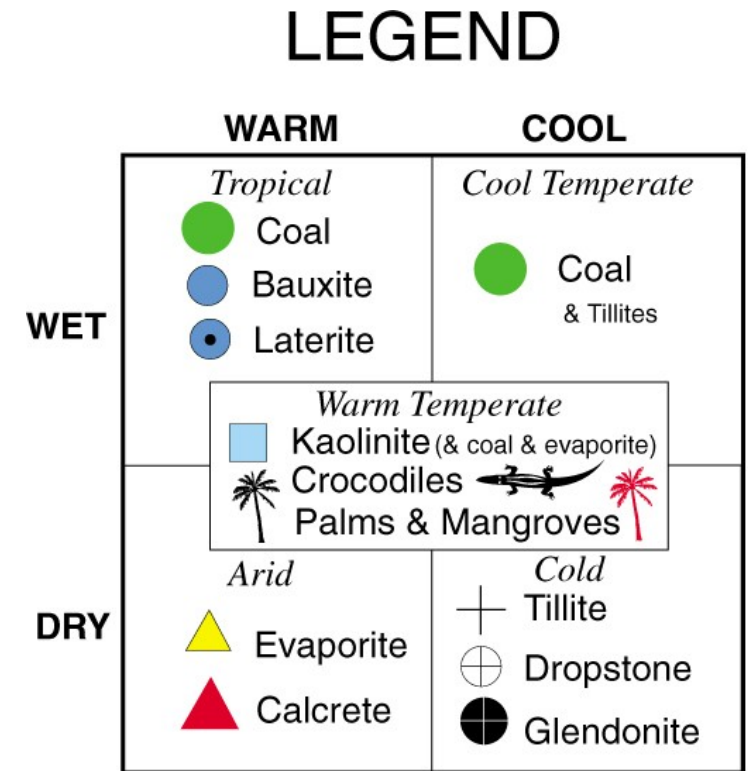 LEGEND
WARM COOL
Tropical
Coal
Bauxite
Laterite
Cool Temperate
Coal
& Tillites
WET
Warm Temperate
Kaolinite (& coal & evaporite)
Crocodiles
Palms & Mangroves
DRY
Arid
Evaporite
Calcrete
Cold
Tillite
Dropstone
Glendonite